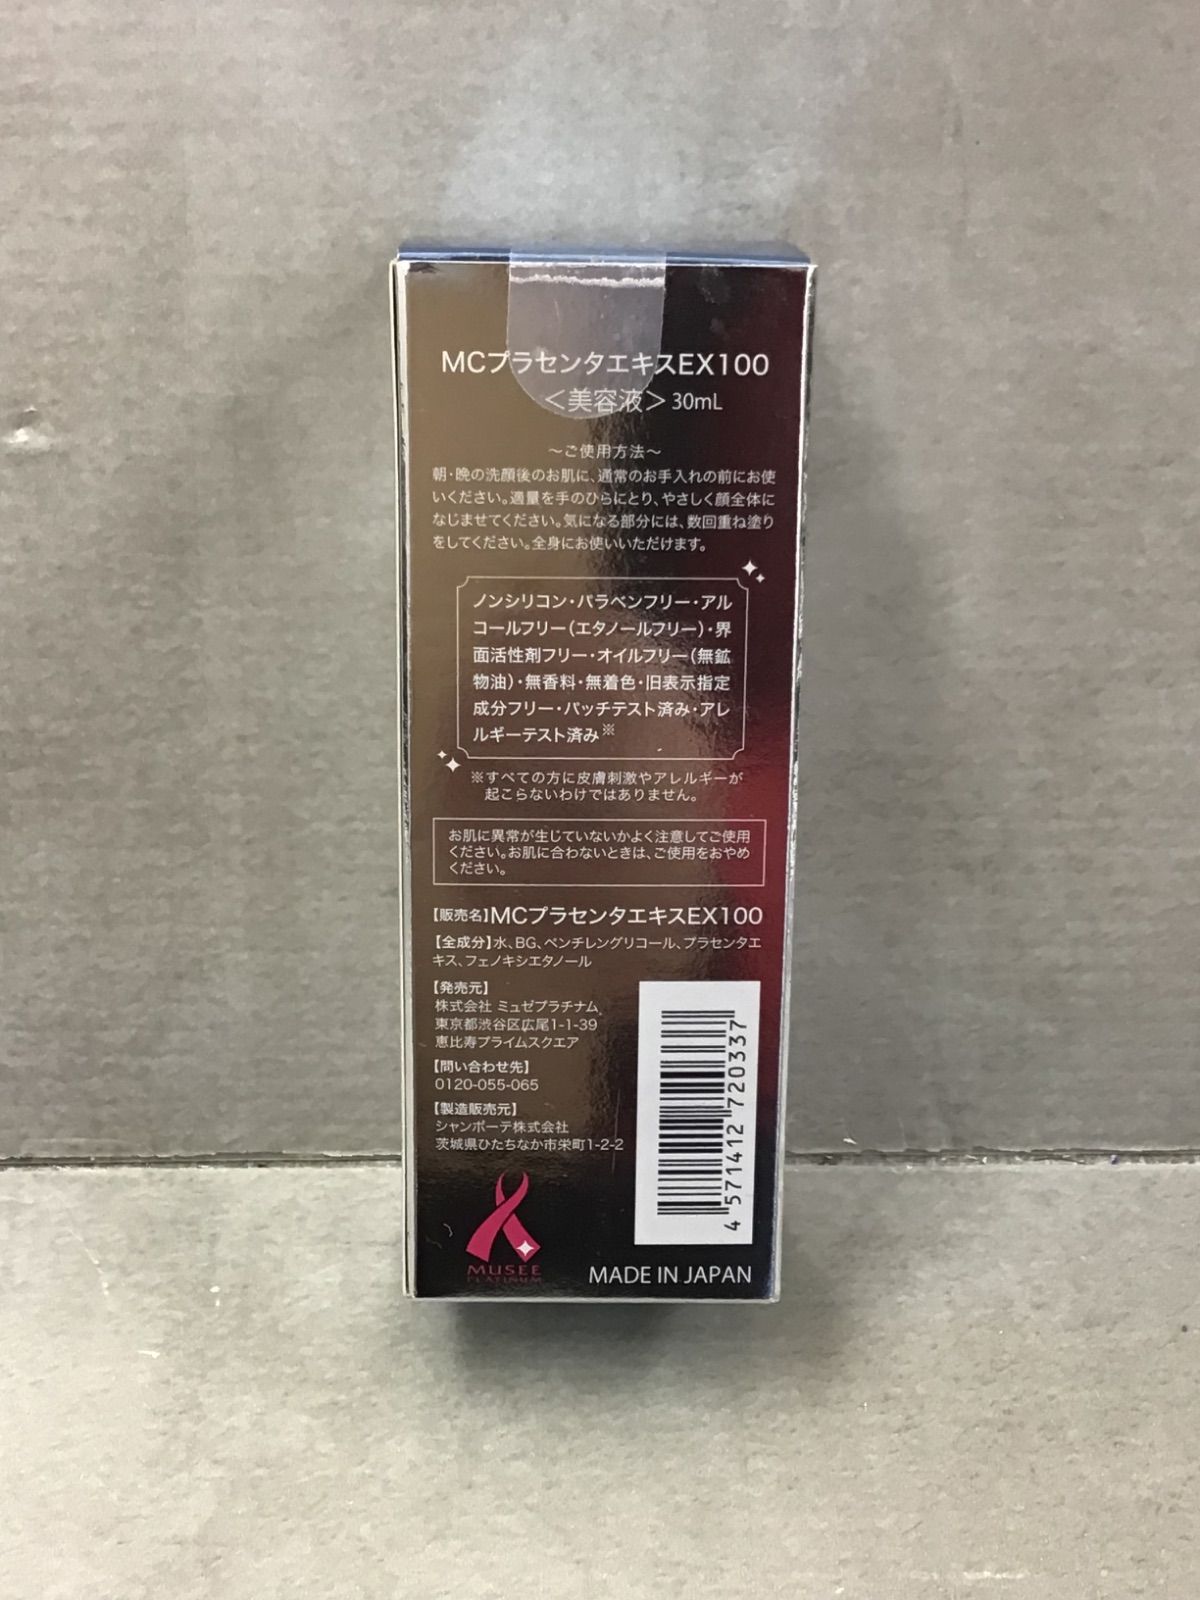 MCプラセンタエキスEX100
＜美容液＞30mL
～ご使用方法～
朝・晩の洗顔後のお肌に、通常のお手入れの前にお使
いください。適量を手のひらにとり、やさしく顔全体に
なじませてください。気になる部分には、数回重ね塗り
をしてください。全身にお使いいただけます。
ノンシリコン・パラベンフリー・アル
コールフリー（エタノールフリー）・界
面活性剤フリー・オイルフリー（無鉱
物油）・無香料・無着色・旧表示指定
成分フリー・パッチテスト済み・アレ
ルギーテスト済み※
※すべての方に皮膚刺激やアレルギーが
起こらないわけではありません。
お肌に異常が生じていないかよく注意してご使用
ください。お肌に合わないときは、ご使用をおやめ
ください。
【販売名】MCプラセンタエキスEX100
【全成分】水、BG、ペンチレングリコール、プラセンタエ
キス、フェノキシエタノール
【発売元】
株式会社 ミュゼプラチナム
東京都渋谷区広尾1-1-39
恵比寿プライムスクエア
【問い合わせ先】
0120-055-065
【製造販売元】
シャンボーテ株式会社
茨城県ひたちなか市栄町1-2-2
4 571412 720337
MUSEE
PLATINUM
MADE IN JAPAN